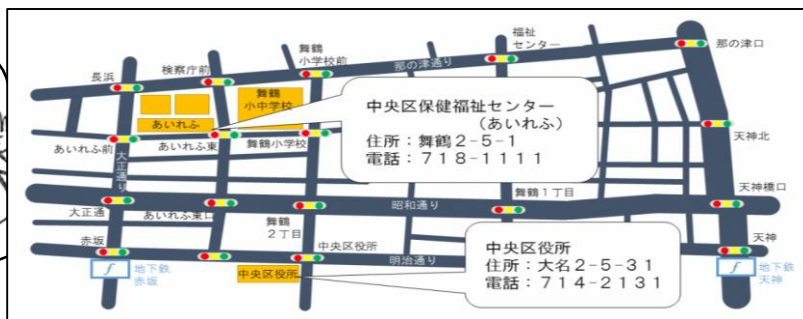 福祉
センター
那の津口
舞鶴
小学校前
検察庁前
長浜
那の津通り
舞鶴
小中学校
あいれふ
中央区保健福祉センター
（あいれふ）
住所：舞鶴２-５-１
電話：７１８-１１１１
天神北
あいれふ前
大正通り
あいれふ東
舞鶴小学校
舞鶴１丁目
天神橋口
昭和通り
大正通
あいれふ東口
舞鶴
２丁目
赤坂
中央区役所
明治通り
天神
中央区役所
住所：大名２-５-３１
電話：７１４-２１３１
中央区役所
地下鉄
赤坂
地下鉄
天神